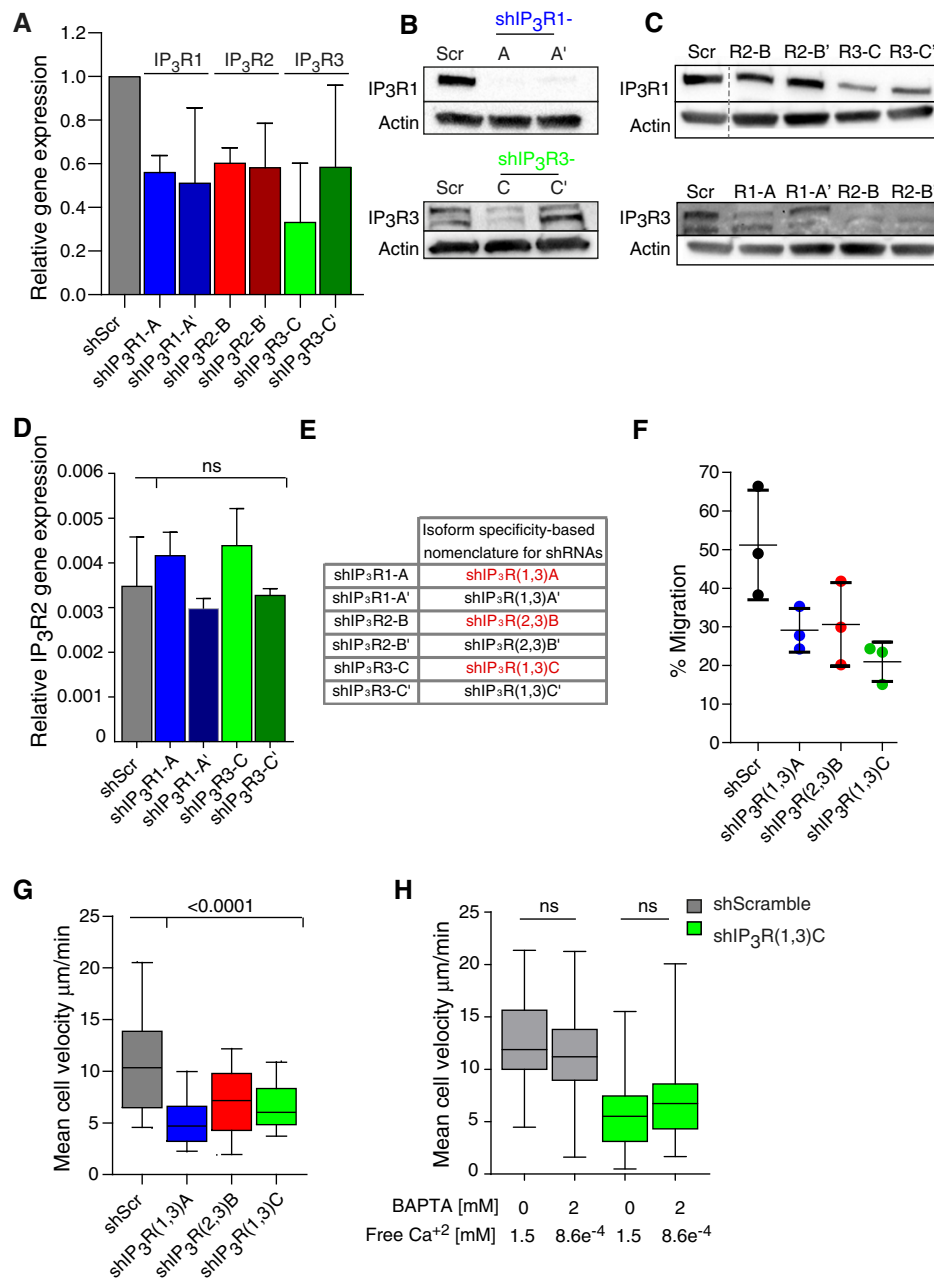 A
Relative gene expression
1.2
1.0
0.8
0.6
0.4
0.2
0.0
IP3R1
IP3R2
IP3R3
shScr
shIP3R1-A
shIP3R1-A'
shIP3R2-B
shIP3R2-B'
shIP3R3-C
shIP3R3-C'
B
shIP3R1-
Scr A A'
IP3R1
Actin
shIP3R3-
Scr C C'
IP3R3
Actin
C
Scr R2-B R2-B' R3-C R3-C'
IP3R1
Actin
Scr R1-A R1-A' R2-B R2-B'
IP3R3
Actin
D
Relative IP3R2 gene expression
0.006
0.005
0.004
0.003
0.002
0.001
0
ns
shScr
shIP3R1-A
shIP3R1-A'
shIP3R3-C
shIP3R3-C'
E
Isoform specificity-based
nomenclature for shRNAs
shIP3R1-A shIP3R(1,3)A
shIP3R1-A' shIP3R(1,3)A'
shIP3R2-B shIP3R(2,3)B
shIP3R2-B' shIP3R(2,3)B'
shIP3R3-C shIP3R(1,3)C
shIP3R3-C' shIP3R(1,3)C'
F
% Migration
70
60
50
40
30
20
10
0
shScr
shIP3R(1,3)A
shIP3R(2,3)B
shIP3R(1,3)C
G
Mean cell velocity μm/min
25
20
15
10
5
0
<0.0001
shScr
shIP3R(1,3)A
shIP3R(2,3)B
shIP3R(1,3)C
H
Mean cell velocity μm/min
25
20
15
10
5
0
ns ns
shScramble
shIP3R(1,3)C
BAPTA [mM] 0 2 0 2
Free Ca+2 [mM] 1.5 8.6e-4 1.5 8.6e-4